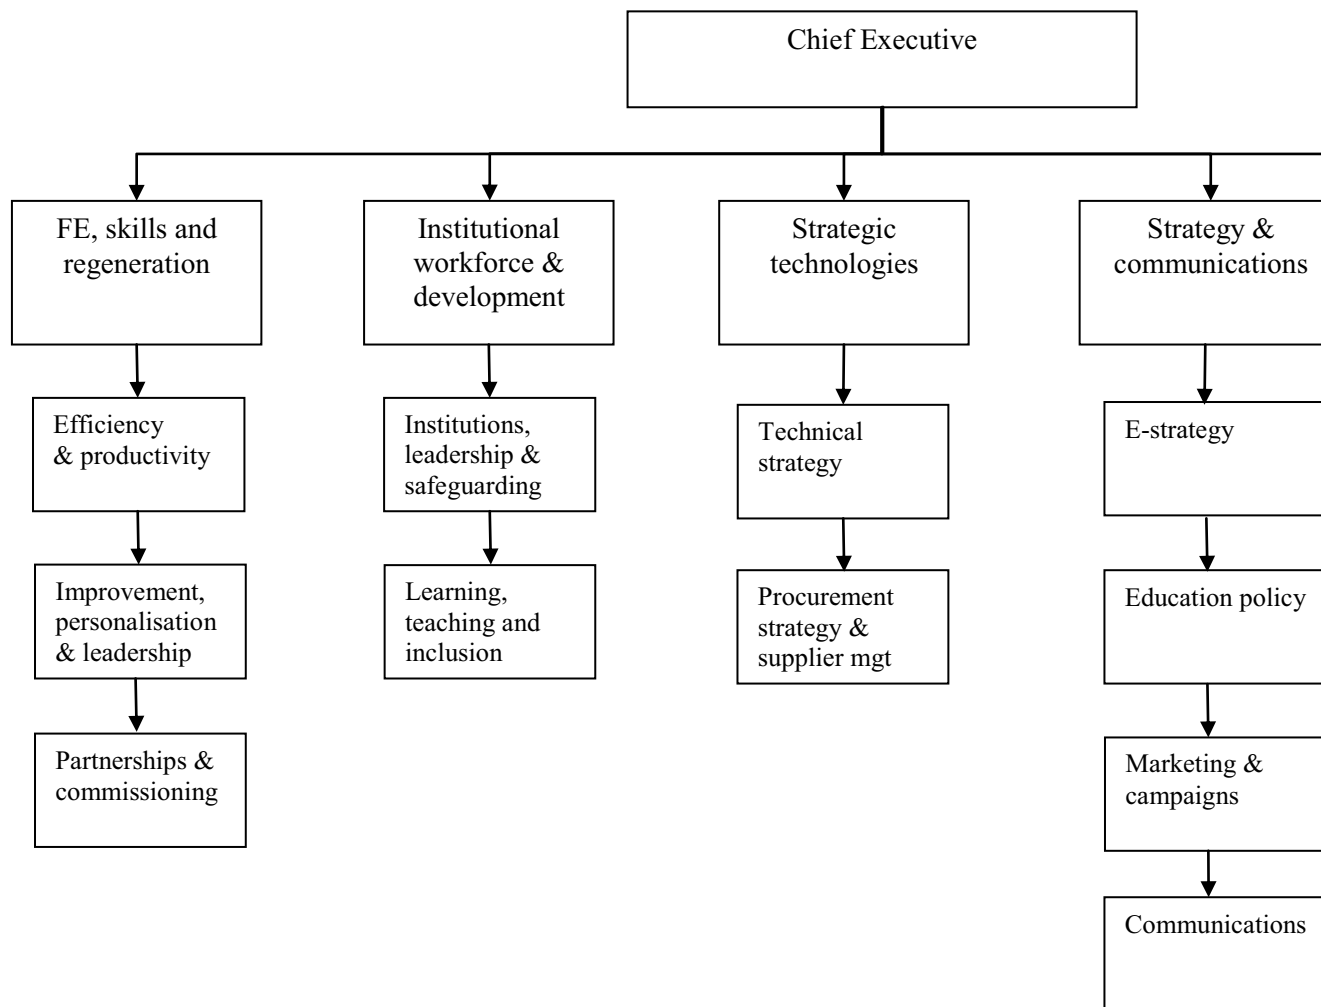 Chief Executive
FE, skills and
regeneration
Institutional
workforce &
development
Strategic
technologies
Strategy &
communications
Efficiency
& productivity
Institutions,
leadership &
safeguarding
Technical
strategy
E-strategy
Improvement,
personalisation
& leadership
Learning,
teaching and
inclusion
Procurement
strategy &
supplier mgt
Education policy
Partnerships &
commissioning
Marketing &
campaigns
Communications